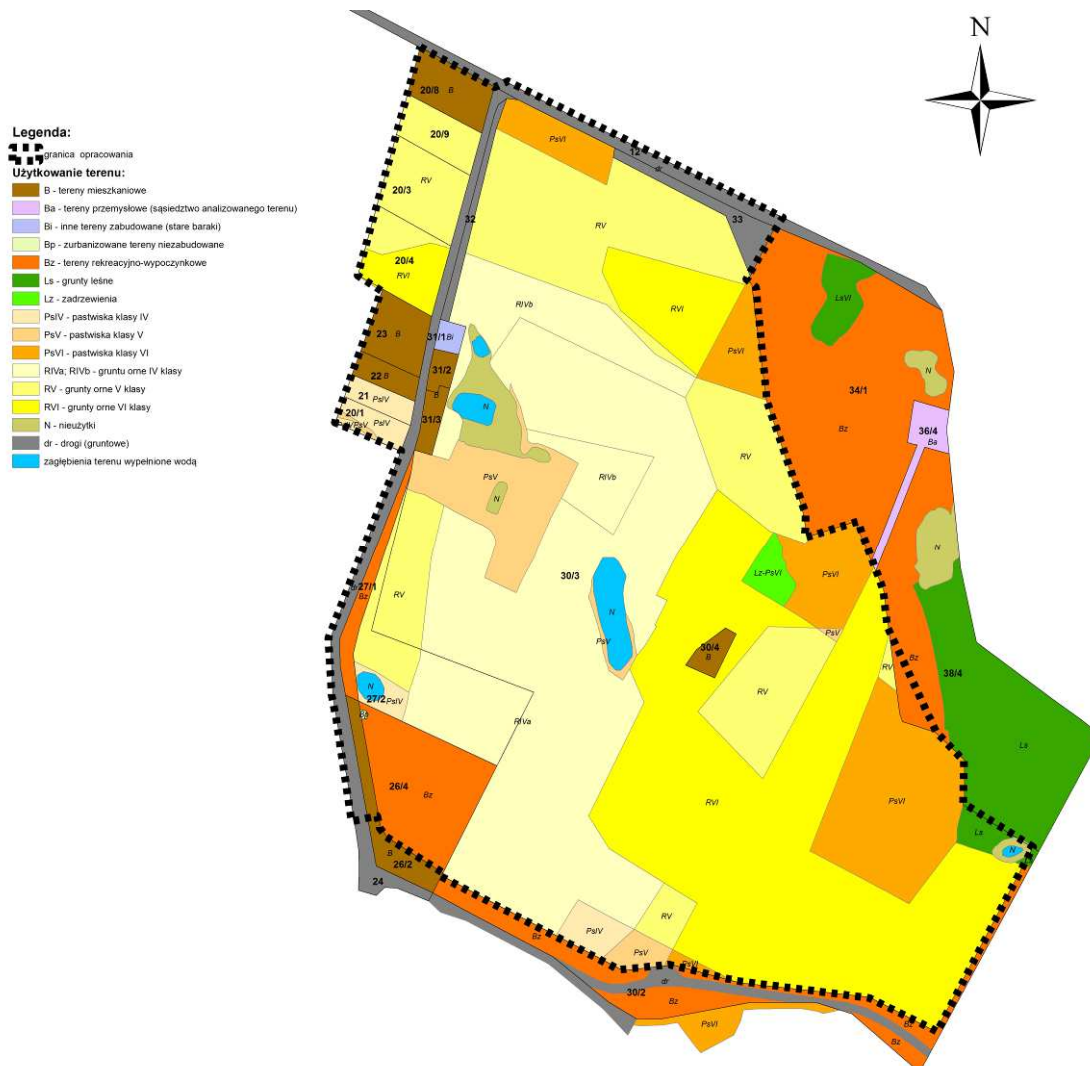 N
Legenda:
granica opracowania
Użytkowanie terenu:
B - tereny mieszkaniowe
Ba - tereny przemysłowe (sąsiedztwo analizowanego terenu)
Bi - inne tereny zabudowane (stare baraki)
Bp - zurbanizowane tereny niezabudowane
Bz - tereny rekreacyjno-wypoczynkowe
Ls - grunty leśne
Lz - zadrzewienia
PsIV - pastwiska klasy IV
PsV - pastwiska klasy V
PsVI - pastwiska klasy VI
RIVa; RIVb - gruntu orne IV klasy
RV - grunty orne V klasy
RVI - grunty orne VI klasy
N - nieużytki
dr - drogi (gruntowe)
zagłębienia terenu wypełnione wodą
20/8 B
20/9
PsVI
12
dr
RV
20/3
32
33
RV
20/4
RVI
RIVb
RVI
LsVI
23 B
31/1 Bi
PsVI
N
22 B
31/2
34/1
21 PsIV
B
N
Bz
36/4
Ba
20/1 PsIV
31/3
RV
PsV
RIVb
N
N
30/3
Lz-PsVI
PsVI
27/1
Bz
RV
N
PsV
PsV
30/4
B
Bz
RV
RV
38/4
N
27/2 PsIV
RIVa
Ls
26/4
Bz
RVI
PsVI
Ls
N
B
26/2
24
RV
PsIV
Bz
PsV
PsVI
dr
30/2
Bz
PsVI
Bz
Bz